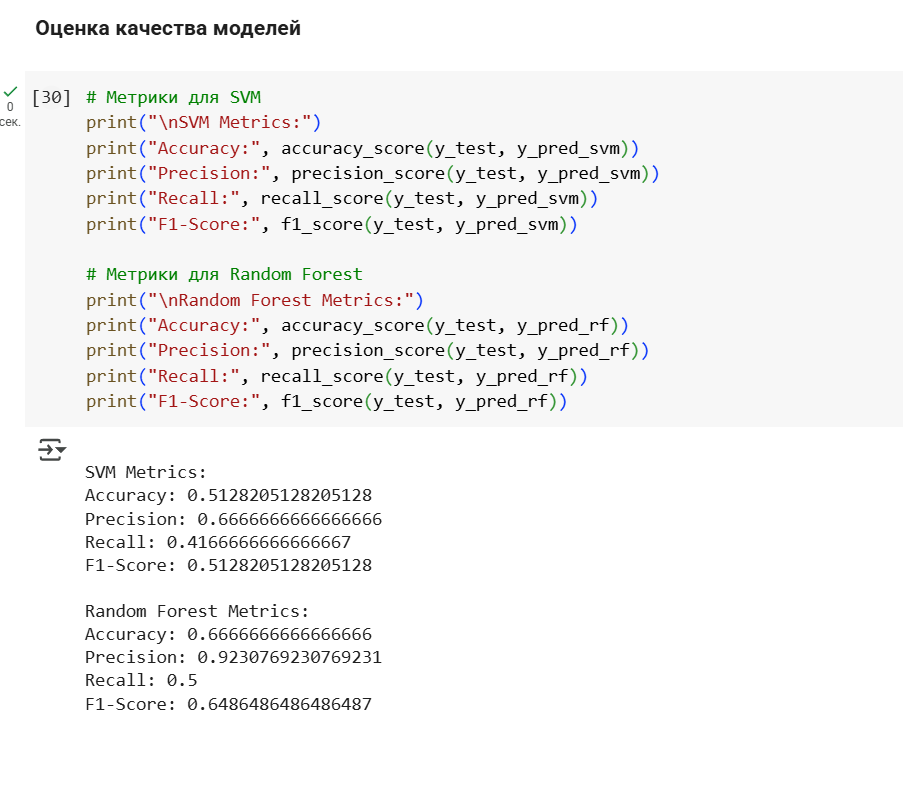 Оценка качества моделей
0
сек.
[30] # Метрики для SVM
print("\nSVM Metrics:")
print("Accuracy:", accuracy_score(y_test, y_pred_svm))
print("Precision:", precision_score(y_test, y_pred_svm))
print("Recall:", recall_score(y_test, y_pred_svm))
print("F1-Score:", f1_score(y_test, y_pred_svm))
# Метрики для Random Forest
print("\nRandom Forest Metrics:")
print("Accuracy:", accuracy_score(y_test, y_pred_rf))
print("Precision:", precision_score(y_test, y_pred_rf))
print("Recall:", recall_score(y_test, y_pred_rf))
print("F1-Score:", f1_score(y_test, y_pred_rf))
SVM Metrics:
Accuracy: 0.5128205128205128
Precision: 0.6666666666666666
Recall: 0.4166666666666667
F1-Score: 0.5128205128205128
Random Forest Metrics:
Accuracy: 0.6666666666666666
Precision: 0.9230769230769231
Recall: 0.5
F1-Score: 0.6486486486486487